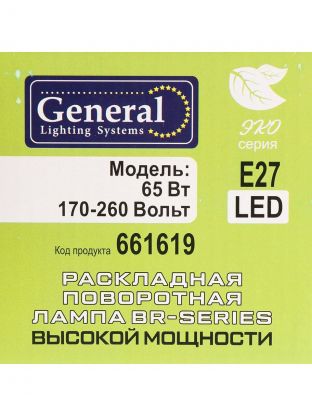 General
Lighting Systems
ЭКО
серия
Модель:
65 Вт
170-260 Вольт
E27
LED
Код продукта 661619
РАСКЛАДНАЯ
ПОВОРОТНАЯ
ЛАМПА BR-SERIES
ВЫСОКОЙ МОЩНОСТИ